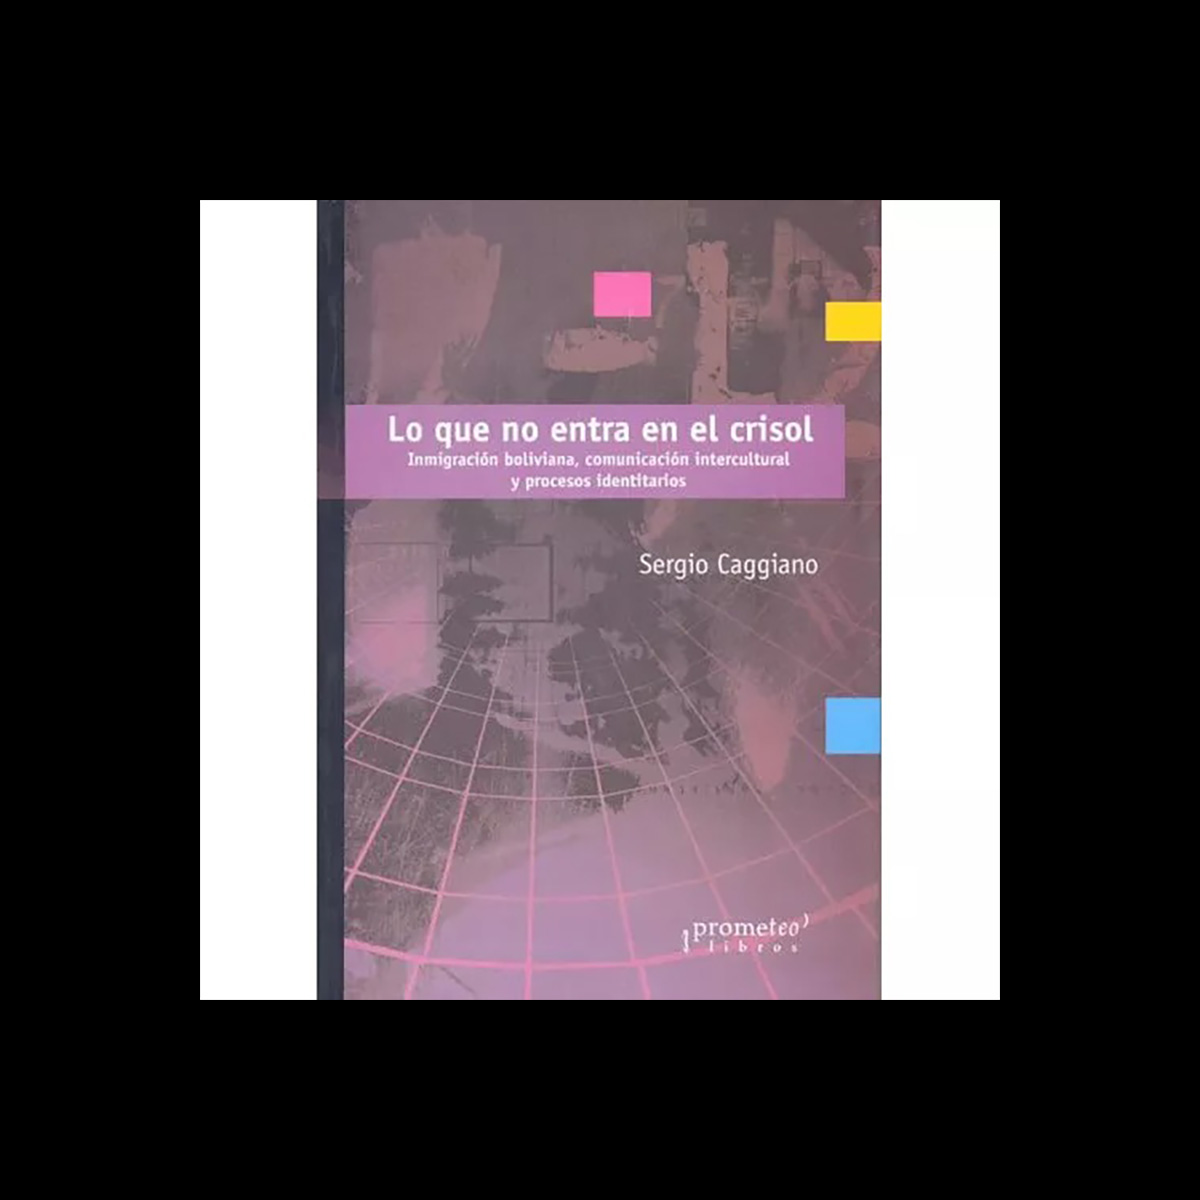 Lo que no entra en el crisol
Inmigración boliviana, comunicación intercultural
y procesos identitarios
Sergio Caggiano
prometeo
libros